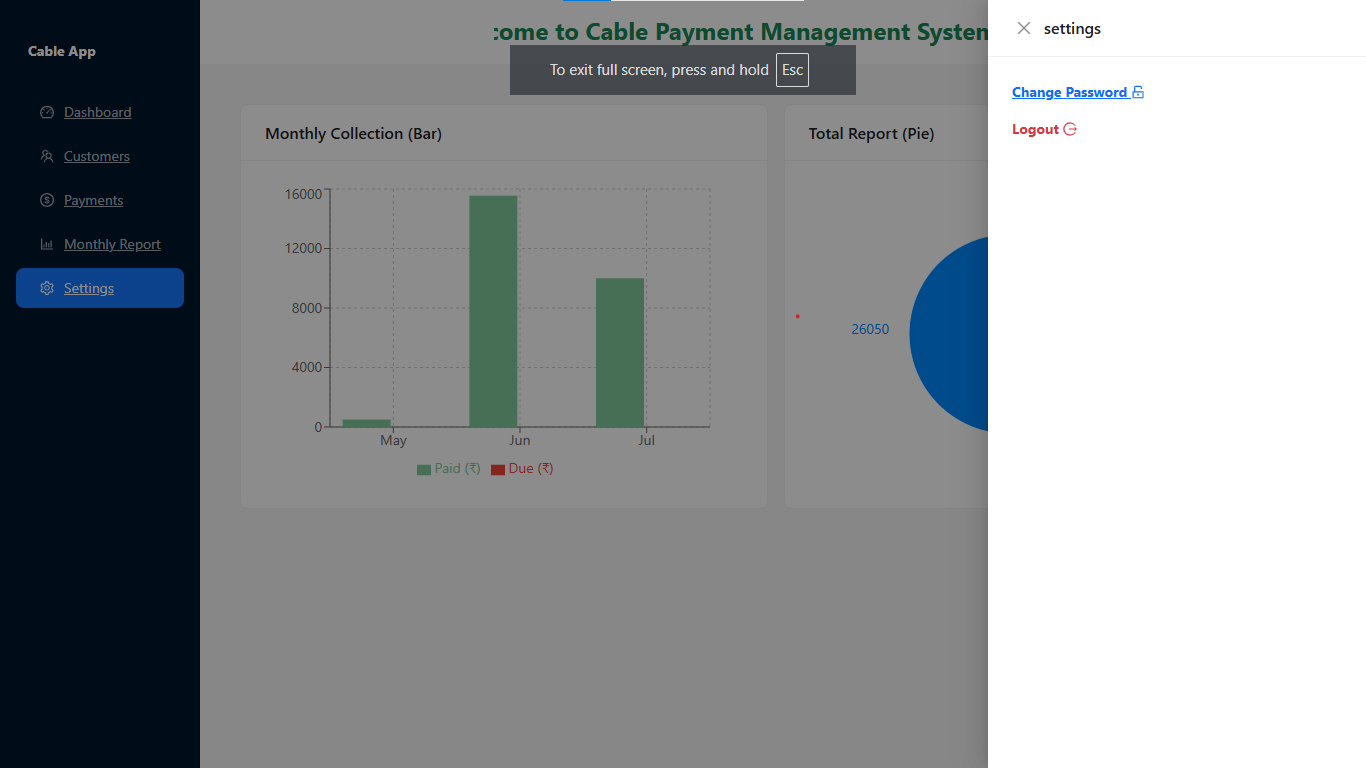 Cable App
Dashboard
Customers
Payments
Monthly Report
Settings
come to Cable Payment Management System
To exit full screen, press and hold Esc
Monthly Collection (Bar)
16000
12000
8000
4000
0
May Jun Jul
Paid (₹) Due (₹)
Total Report (Pie)
26050
settings
Change Password
Logout